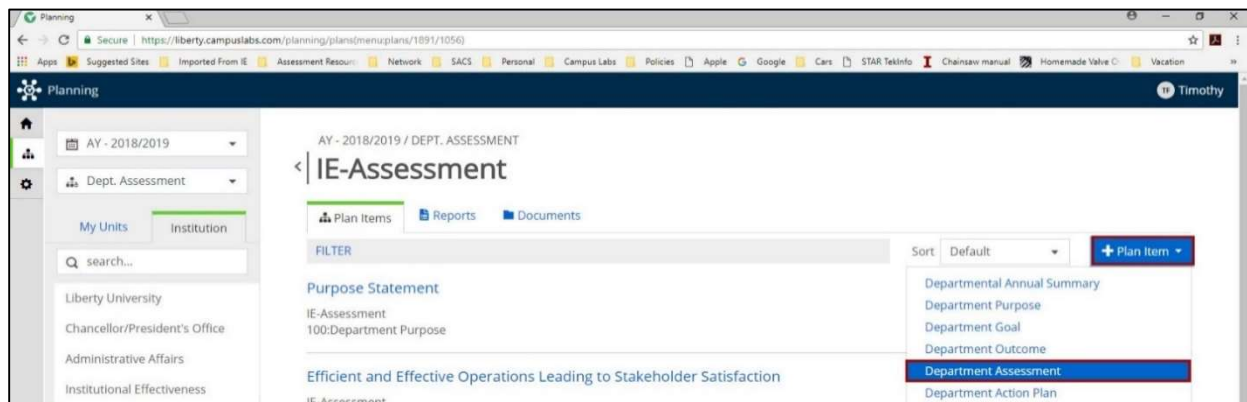 Planning
Secure | https://liberty.campuslabs.com/planning/plans(menu:plans/1891/1056)
Apps Suggested Sites Imported From IE Assessment Resourc Network SACS Personal Campus Labs Policies Apple Google Cars STAR TekInfo Chainsaw manual Homemade Valve C Vacation
Planning
TF Timothy
AY - 2018/2019
Dept. Assessment
My Units Institution
search...
Liberty University
Chancellor/President's Office
Administrative Affairs
Institutional Effectiveness
AY - 2018/2019 / DEPT. ASSESSMENT
IE-Assessment
Plan Items Reports Documents
FILTER
Sort Default
+ Plan Item
Purpose Statement
IE-Assessment
100:Department Purpose
Efficient and Effective Operations Leading to Stakeholder Satisfaction
IE-Assessment
Departmental Annual Summary
Department Purpose
Department Goal
Department Outcome
Department Assessment
Department Action Plan